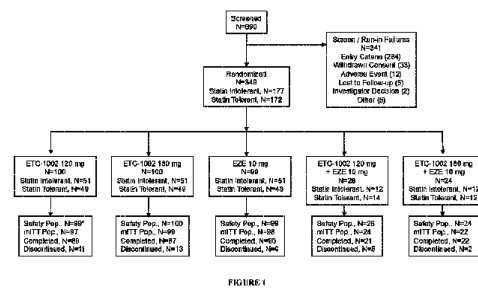 Screened
N=690
Screen / Run-in Failures
N=341
Entry Criteria (284)
Withdrawn Consent (33)
Adverse Event (12)
Lost to Follow-up (5)
Investigator Decision (2)
Other (5)
Randomized
N=349
Statin Intolerant, N=177
Statin Tolerant, N=172
ETC-1002 120 mg
N=100
Statin Intolerant, N=51
Statin Tolerant, N=49
ETC-1002 180 mg
N=100
Statin Intolerant, N=51
Statin Tolerant, N=49
EZE 10 mg
N=99
Statin Intolerant, N=51
Statin Tolerant, N=48
ETC-1002 120 mg
+ EZE 10 mg
N=26
Statin Intolerant, N=12
Statin Tolerant, N=14
ETC-1002 180 mg
+ EZE 10 mg
N=24
Statin Intolerant, N=12
Statin Tolerant, N=12
Safety Pop., N=99*
mITT Pop., N=97
Completed, N=89
Discontinued, N=11
Safety Pop., N=100
mITT Pop., N=99
Completed, N=87
Discontinued, N=13
Safety Pop., N=99
mITT Pop., N=98
Completed,
Discontinued,
Safety Pop., N=26
mITT Pop., N=24
Completed, N=21
Discontinued, N=5
Safety Pop., N=24
mITT Pop., N=22
Completed, N=22
Discontinued, N=2
FIGURE 1